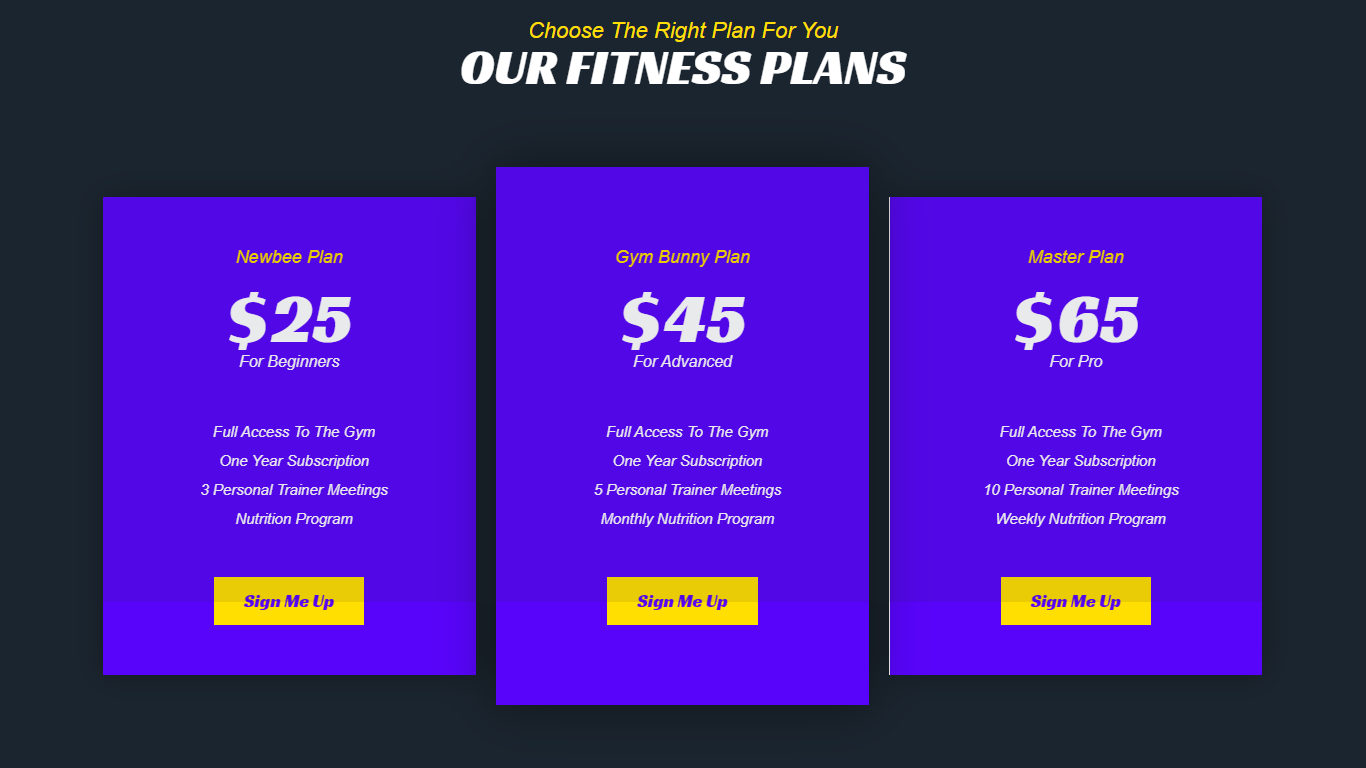 Choose The Right Plan For You
OUR FITNESS PLANS
Newbee Plan
$25
For Beginners
Full Access To The Gym
One Year Subscription
3 Personal Trainer Meetings
Nutrition Program
Sign Me Up
Gym Bunny Plan
$45
For Advanced
Full Access To The Gym
One Year Subscription
5 Personal Trainer Meetings
Monthly Nutrition Program
Sign Me Up
Master Plan
$65
For Pro
Full Access To The Gym
One Year Subscription
10 Personal Trainer Meetings
Weekly Nutrition Program
Sign Me Up